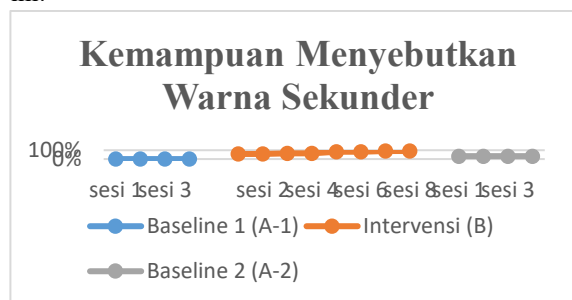 Kemampuan Menyebutkan
Warna Sekunder
100%
0%
sesi 1 sesi 3 sesi 2 sesi 4 sesi 6 sesi 8 sesi 1 sesi 3
Baseline 1 (A-1) Intervensi (B)
Baseline 2 (A-2)